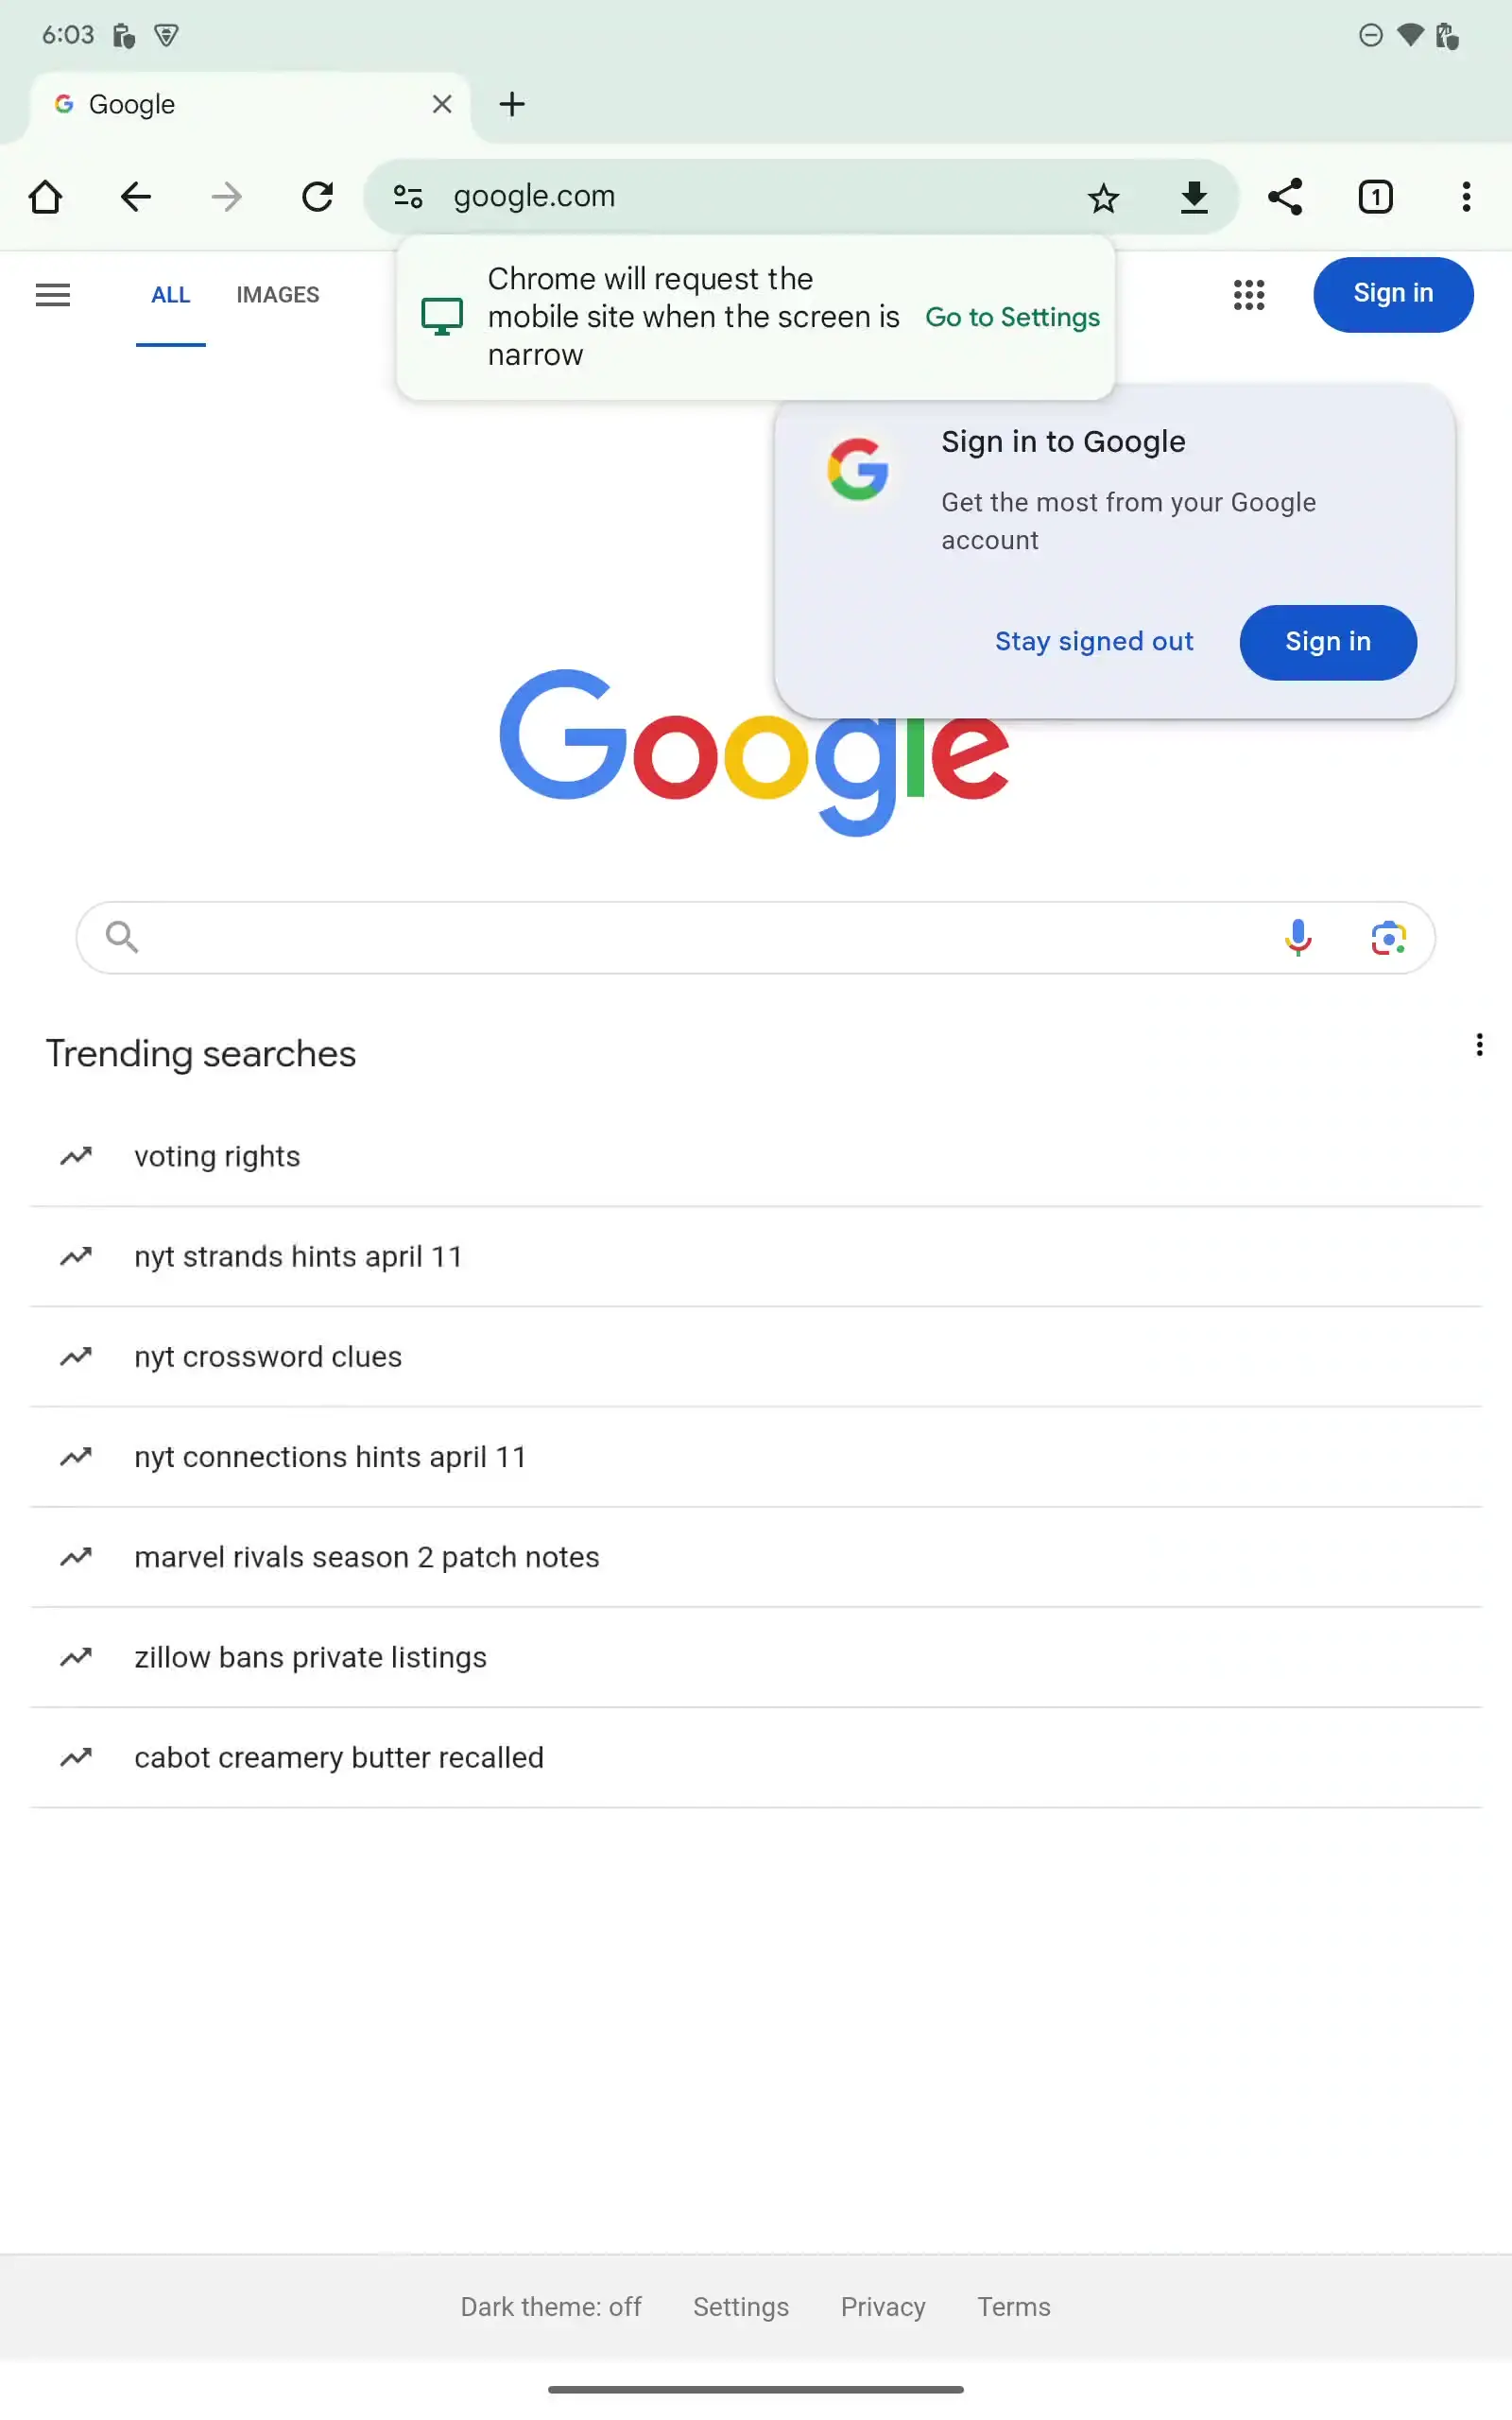 6:03
Google
google.com
1
Chrome will request the
mobile site when the screen is
narrow
Go to Settings
ALL
IMAGES
Sign in
Sign in to Google
Get the most from your Google
account
Stay signed out
Sign in
Google
Trending searches
voting rights
nyt strands hints april 11
nyt crossword clues
nyt connections hints april 11
marvel rivals season 2 patch notes
zillow bans private listings
cabot creamery butter recalled
Dark theme: off
Settings
Privacy
Terms